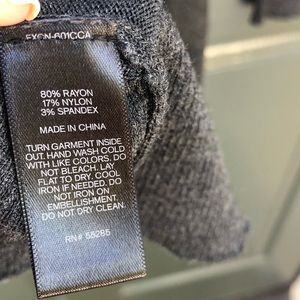 EXCN-601CCA
80% RAYON
17% NYLON
3% SPANDEX
MADE IN CHINA
TURN GARMENT INSIDE
OUT. HAND WASH COLD
WITH LIKE COLORS. DO
NOT BLEACH. LAY
FLAT TO DRY. COOL
IRON IF NEEDED. DO
NOT IRON ON
EMBELLISHMENT.
DO NOT DRY CLEAN.
RN# 58285